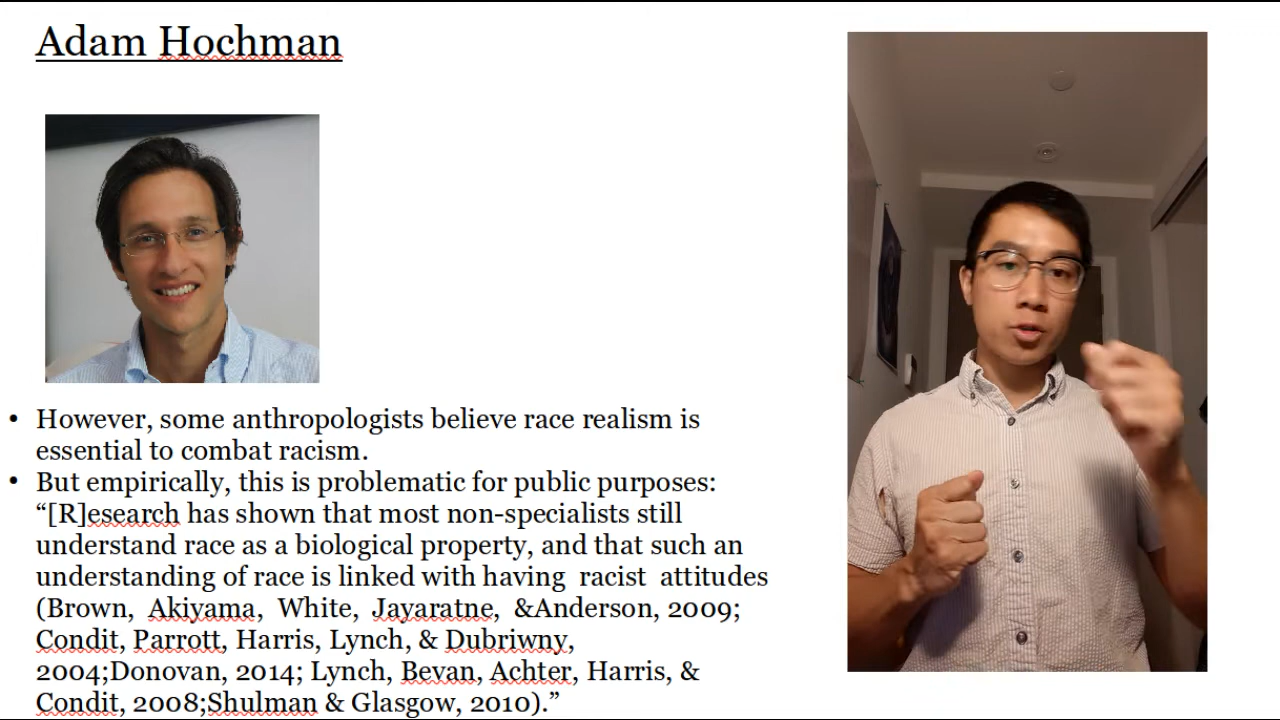 Adam Hochman
• However, some anthropologists believe race realism is
essential to combat racism.
• But empirically, this is problematic for public purposes:
“[R]esearch has shown that most non-specialists still
understand race as a biological property, and that such an
understanding of race is linked with having racist attitudes
(Brown, Akiyama, White, Jayaratne, &Anderson, 2009;
Condit, Parrott, Harris, Lynch, & Dubriwny,
2004;Donovan, 2014; Lynch, Bevan, Achter, Harris, &
Condit, 2008;Shulman & Glasgow, 2010).”